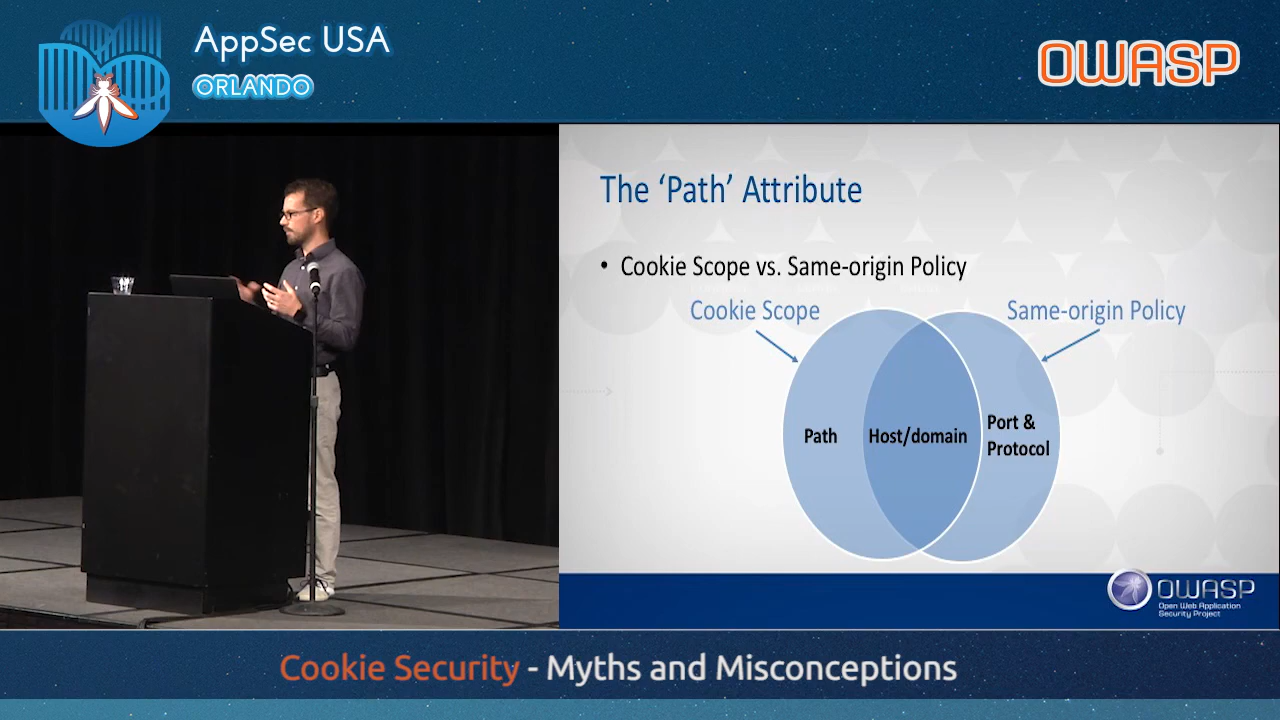 AppSec USA
ORLANDO
OWASP
The ‘Path’ Attribute
• Cookie Scope vs. Same-origin Policy
Cookie Scope
Same-origin Policy
Path
Host/domain
Port &
Protocol
OWASP
Open Web Application
Security Project
Cookie Security - Myths and Misconceptions